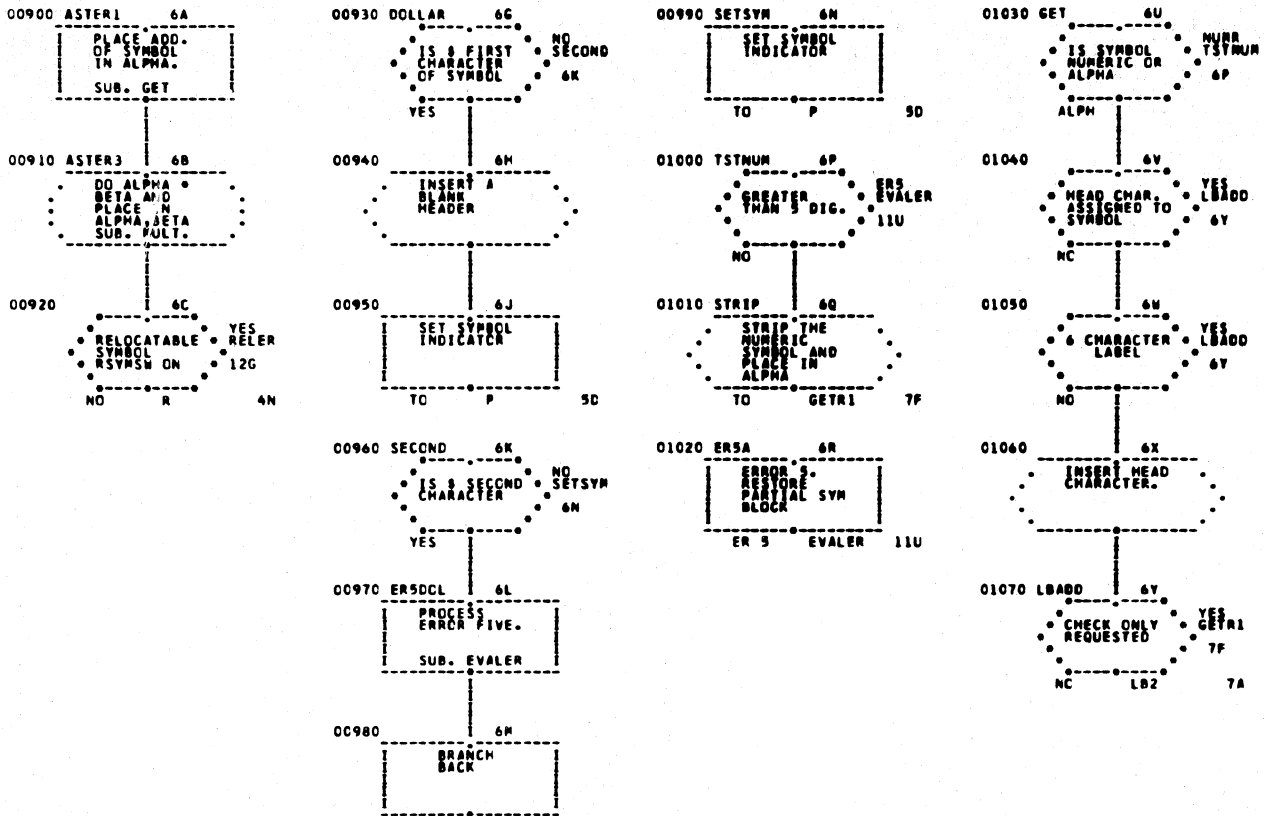 00900 ASTER1 6A
PLACE ADD.
OF SYMBOL
IN ALPHA.
SUB. GET
00910 ASTER3 6B
DO ALPHA *
BETA AND
PLACE IN
ALPHA,BETA
SUB. MULT.
00920 6C
RELOCATABLE
SYMBOL
RSYMSW ON
YES
RELER
12G
NO R 4N
00930 DOLLAR 6G
IS $ FIRST
CHARACTER
OF SYMBOL
NO
SECOND
6K
YES
00940 6H
INSERT A
BLANK
HEADER
00950 6J
SET SYMBOL
INDICATOR
TO P 5D
00960 SECOND 6K
IS $ SECOND
CHARACTER
NO
SETSYM
6N
YES
00970 ER5DOL 6L
PROCESS
ERROR FIVE.
SUB. EVALER
00980 6M
BRANCH
BACK
00990 SETSYM 6N
SET SYMBOL
INDICATOR
TO P 5D
01000 TSTNUM 6P
GREATER
THAN 5 DIG.
ER5
EVALER
11U
NO
01010 STRIP 6Q
STRIP THE
NUMERIC
SYMBOL AND
PLACE IN
ALPHA
TO GETR1 7F
01020 ER5A 6R
ERROR 5.
RESTORE
PARTIAL SYM
BLOCK
ER 5 EVALER 11U
01030 GET 6U
IS SYMBOL
NUMERIC OR
ALPHA
NUMR
TSTNUM
6P
ALPH
01040 6V
HEAD CHAR.
ASSIGNED TO
SYMBOL
YES
LBADD
6Y
NO
01050 6W
6 CHARACTER
LABEL
YES
LBADD
6Y
NO
01060 6X
INSERT HEAD
CHARACTER.
01070 LBADD 6Y
CHECK ONLY
REQUESTED
YES
GETR1
7F
NO LB2 7A